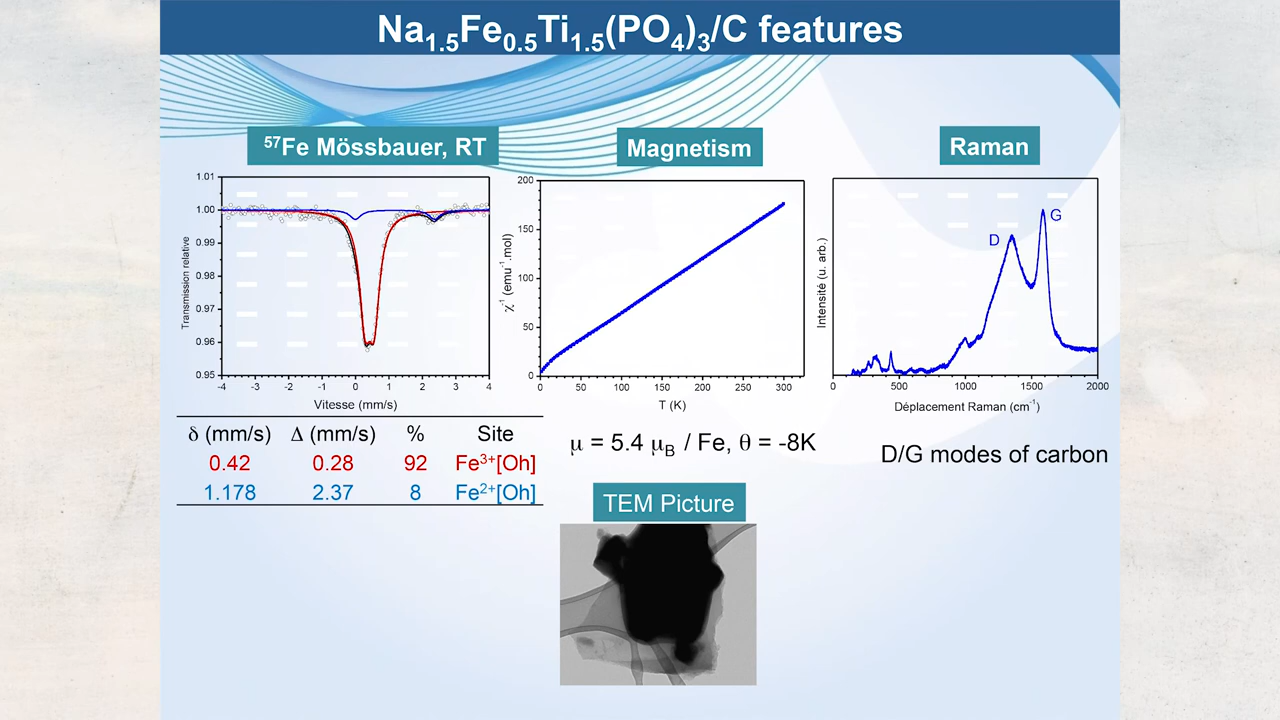 Na1.5Fe0.5Ti1.5(PO4)3/C features
57Fe Mössbauer, RT
Magnetism
Raman
1.01
1.00
0.99
0.98
0.97
0.96
0.95
Transmission relative
-4 -3 -2 -1 0 1 2 3 4
Vitesse (mm/s)
200
150
100
50
0
χ-1 (emu-1.mol)
0 50 100 150 200 250 300
T (K)
Intensité (u. arb.)
D
G
0 500 1000 1500 2000
Déplacement Raman (cm-1)
δ (mm/s) Δ (mm/s) % Site
0.42 0.28 92 Fe3+[Oh]
1.178 2.37 8 Fe2+[Oh]
μ = 5.4 μB / Fe, θ = -8K
D/G modes of carbon
TEM Picture